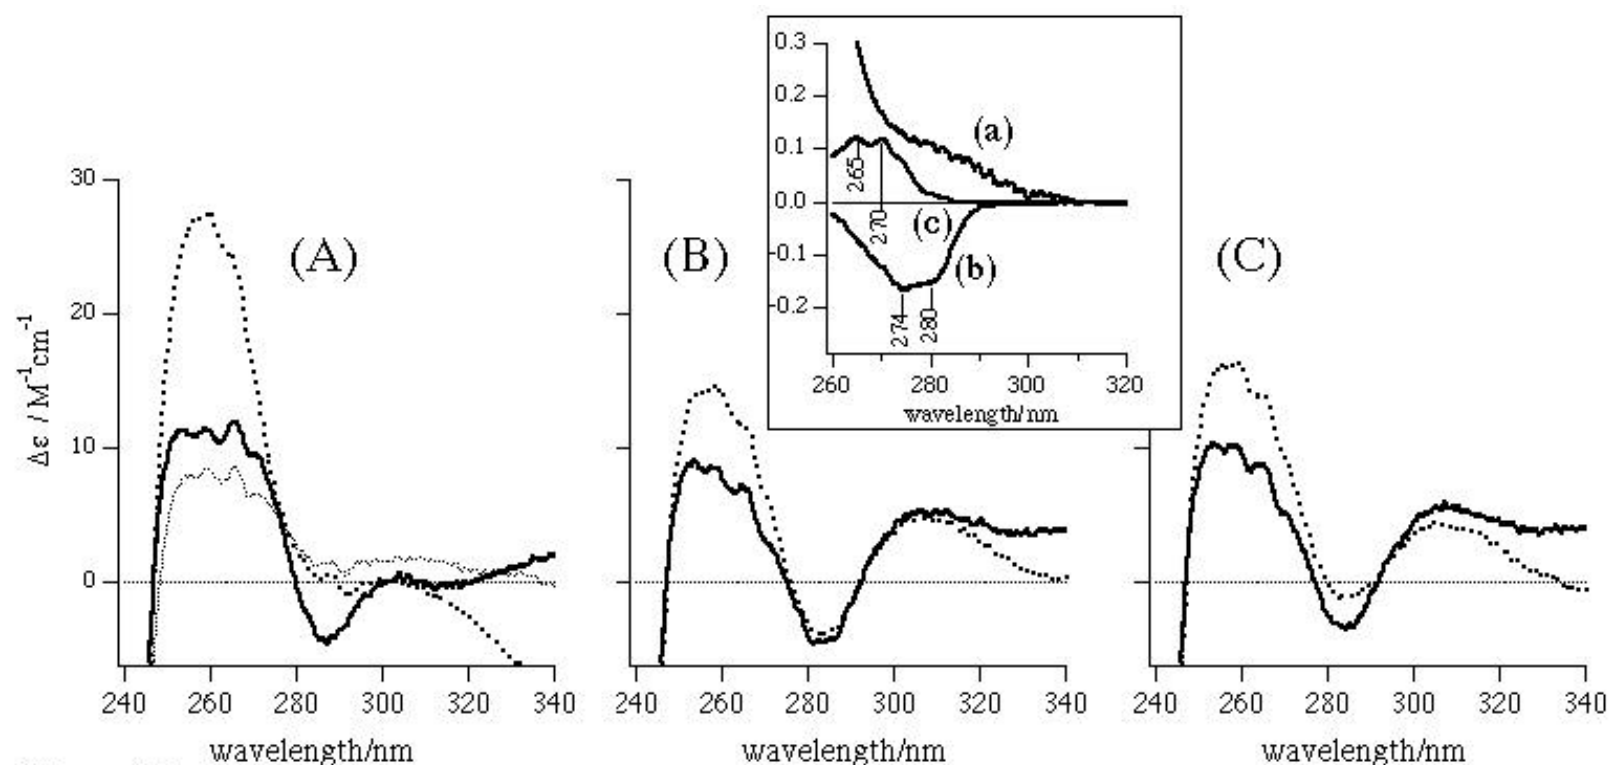 0.3
0.2
0.1
0.0
-0.1
-0.2
(a)
265
270
(c)
(b)
274
280
260 280 300 320
wavelength/nm
30
20
10
0
Δε / M⁻¹cm⁻¹
(A)
(B)
(C)
240 260 280 300 320 340
240 260 280 300 320 340
240 260 280 300 320 340
wavelength/nm
wavelength/nm
wavelength/nm